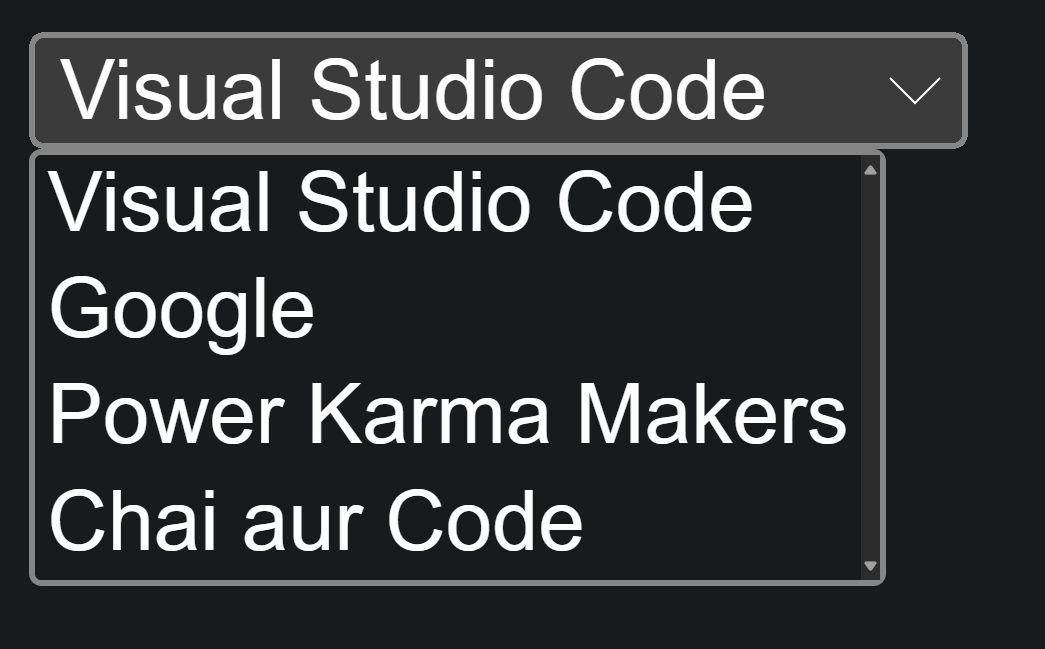 Visual Studio Code
Visual Studio Code
Google
Power Karma Makers
Chai aur Code